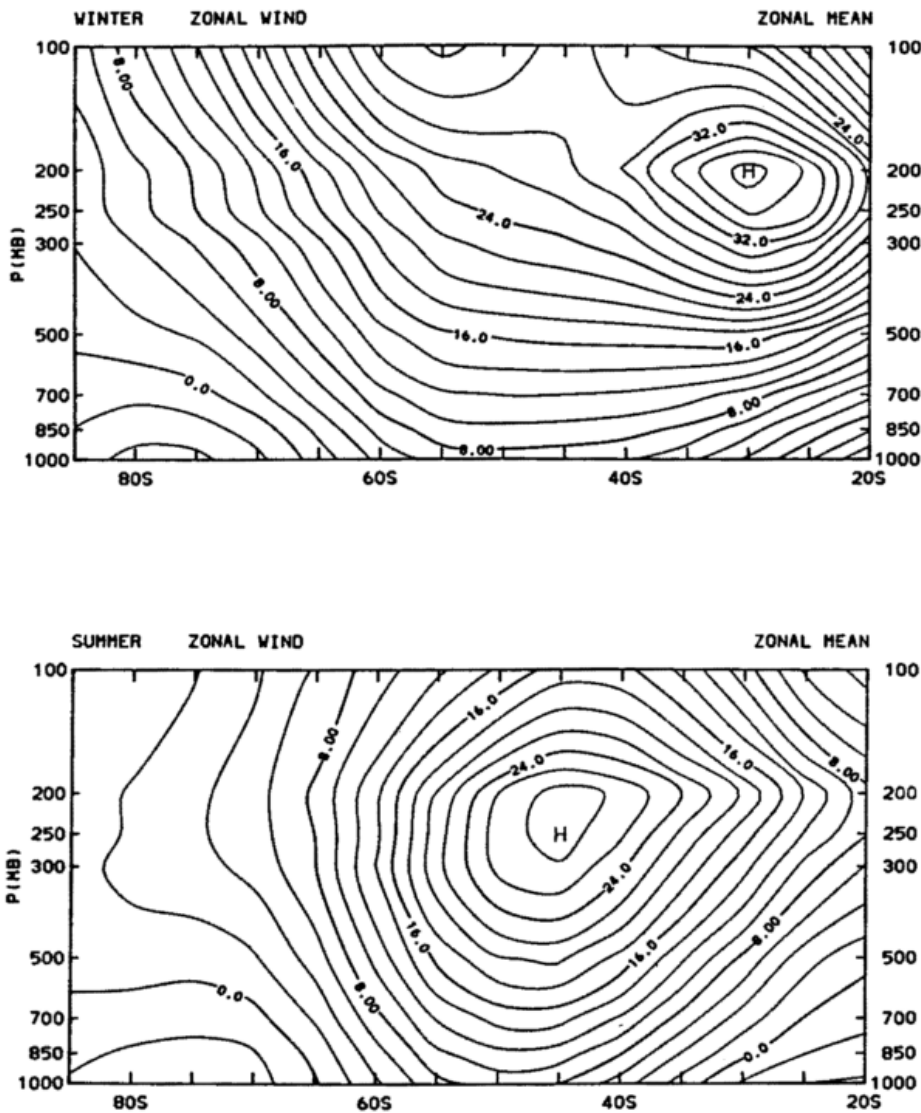 WINTER ZONAL WIND ZONAL MEAN
100 100
8.00 24.0
32.0
16.0
200 H 200
24.0
250 250
P(MB) 300 32.0 300
8.00 24.0
500 16.0 16.0 500
0.0
700 8.00 700
850 850
8.00
1000 1000
80S 60S 40S 20S
SUMMER ZONAL WIND ZONAL MEAN
100 100
16.0
8.00 16.0 8.00
24.0
200 200
250 H 250
P(MB) 300 300
24.0
16.0 16.0 8.00
500 500
0.0 8.00
700 700
850 0.0 850
1000 1000
80S 60S 40S 20S